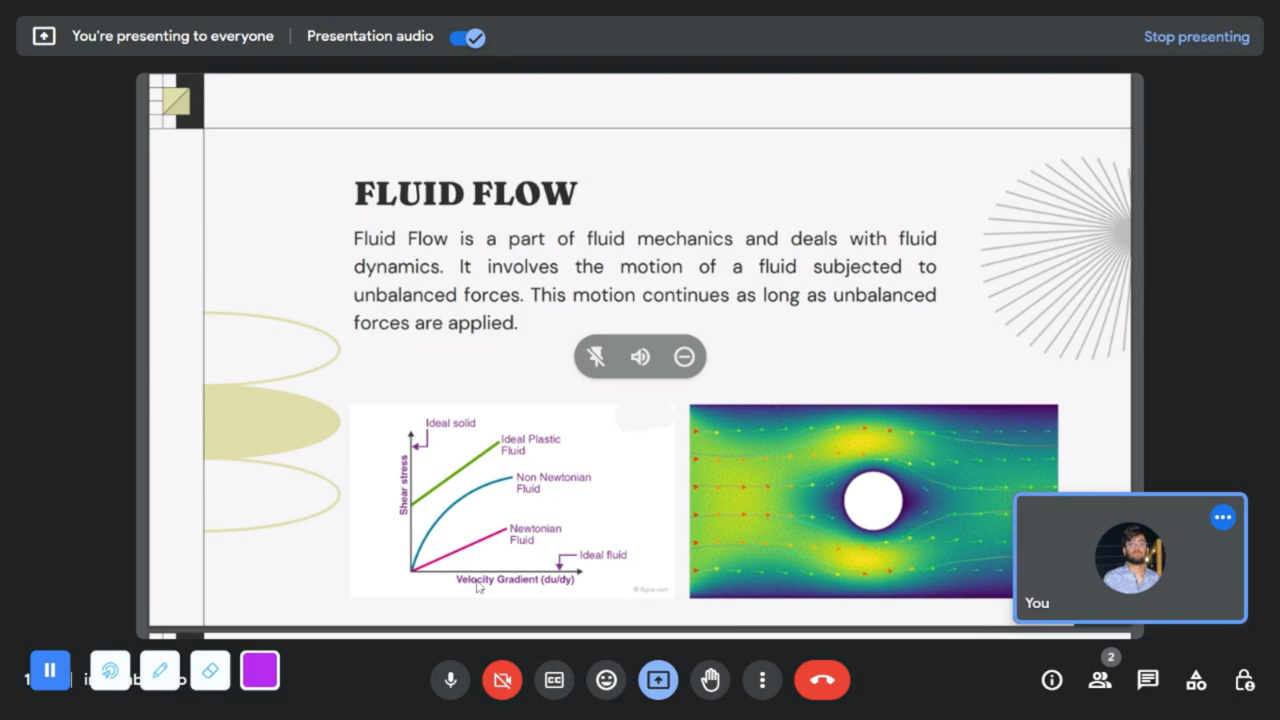 You're presenting to everyone
Presentation audio
Stop presenting
FLUID FLOW
Fluid Flow is a part of fluid mechanics and deals with fluid
dynamics. It involves the motion of a fluid subjected to
unbalanced forces. This motion continues as long as unbalanced
forces are applied.
Ideal solid
Ideal Plastic
Fluid
Non Newtonian
Fluid
Shear stress
Newtonian
Fluid
Ideal fluid
Velocity Gradient (du/dy)
© Byjus.com
You
2